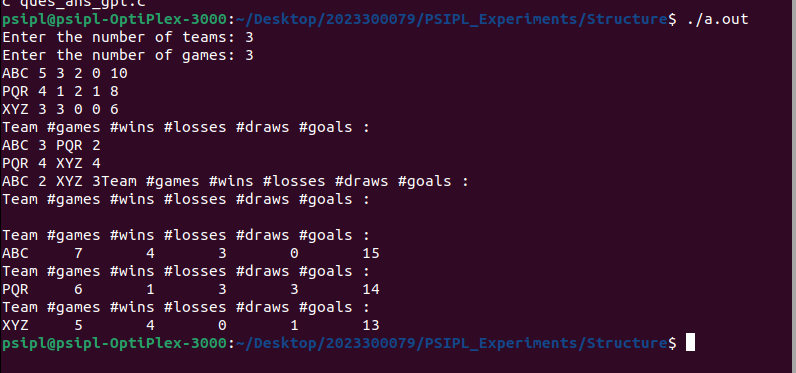 c ques_ans_gpt.c
psipl@psipl-OptiPlex-3000:~/Desktop/2023300079/PSIPL_Experiments/Structure$ ./a.out
Enter the number of teams: 3
Enter the number of games: 3
ABC 5 3 2 0 10
PQR 4 1 2 1 8
XYZ 3 3 0 0 6
Team #games #wins #losses #draws #goals :
ABC 3 PQR 2
PQR 4 XYZ 4
ABC 2 XYZ 3Team #games #wins #losses #draws #goals :
Team #games #wins #losses #draws #goals :
Team #games #wins #losses #draws #goals :
ABC 7 4 3 0 15
Team #games #wins #losses #draws #goals :
PQR 6 1 3 3 14
Team #games #wins #losses #draws #goals :
XYZ 5 4 0 1 13
psipl@psipl-OptiPlex-3000:~/Desktop/2023300079/PSIPL_Experiments/Structure$